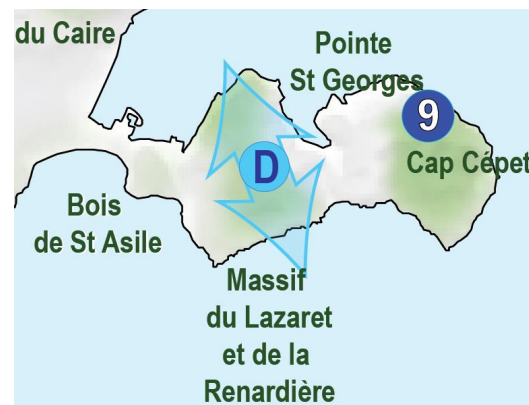 du Caire
Pointe
St Georges
9
Cap Cépet
D
Bois
de St Asile
Massif
du Lazaret
et de la
Renardière